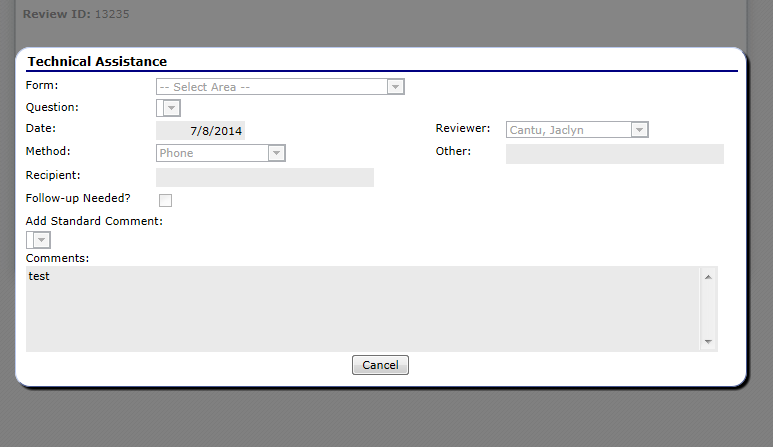 Review ID: 13235
Technical Assistance
Form: -- Select Area --
Question:
Date: 7/8/2014 Reviewer: Cantu, Jaclyn
Method: Phone Other:
Recipient:
Follow-up Needed?
Add Standard Comment:
Comments:
test
Cancel